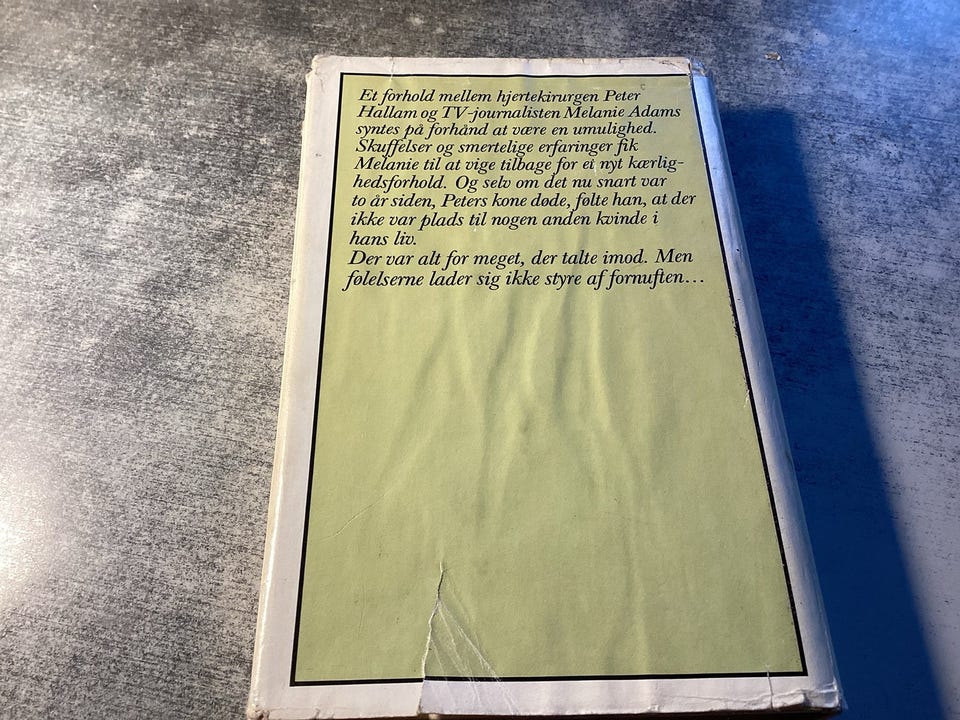 Et forhold mellem hjertekirurgen Peter
Hallam og TV-journalisten Melanie Adams
syntes på forhånd at være en umulighed.
Skuffelser og smertelige erfaringer fik
Melanie til at vige tilbage for ei nyt kærlig-
hedsforhold. Og selv om det nu snart var
to år siden, Peters kone døde, følte han, at der
ikke var plads til nogen anden kvinde i
hans liv.
Der var alt for meget, der talte imod. Men
følelserne lader sig ikke styre af fornuften...